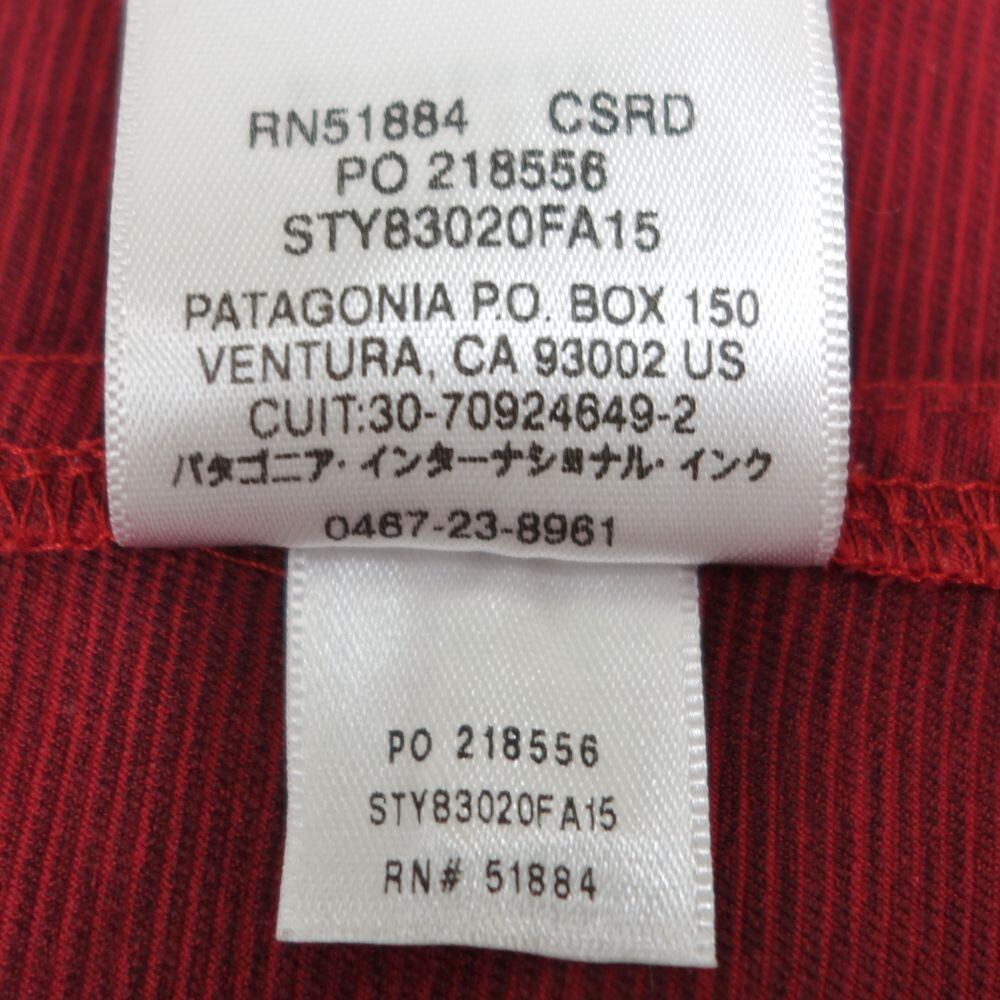 RN51884 CSRD
PO 218556
STY83020FA15
PATAGONIA P.O. BOX 150
VENTURA, CA 93002 US
CUIT:30-70924649-2
パタゴニア・インターナショナル・インク
0467-23-8961
PO 218556
STY83020FA15
RN# 51884